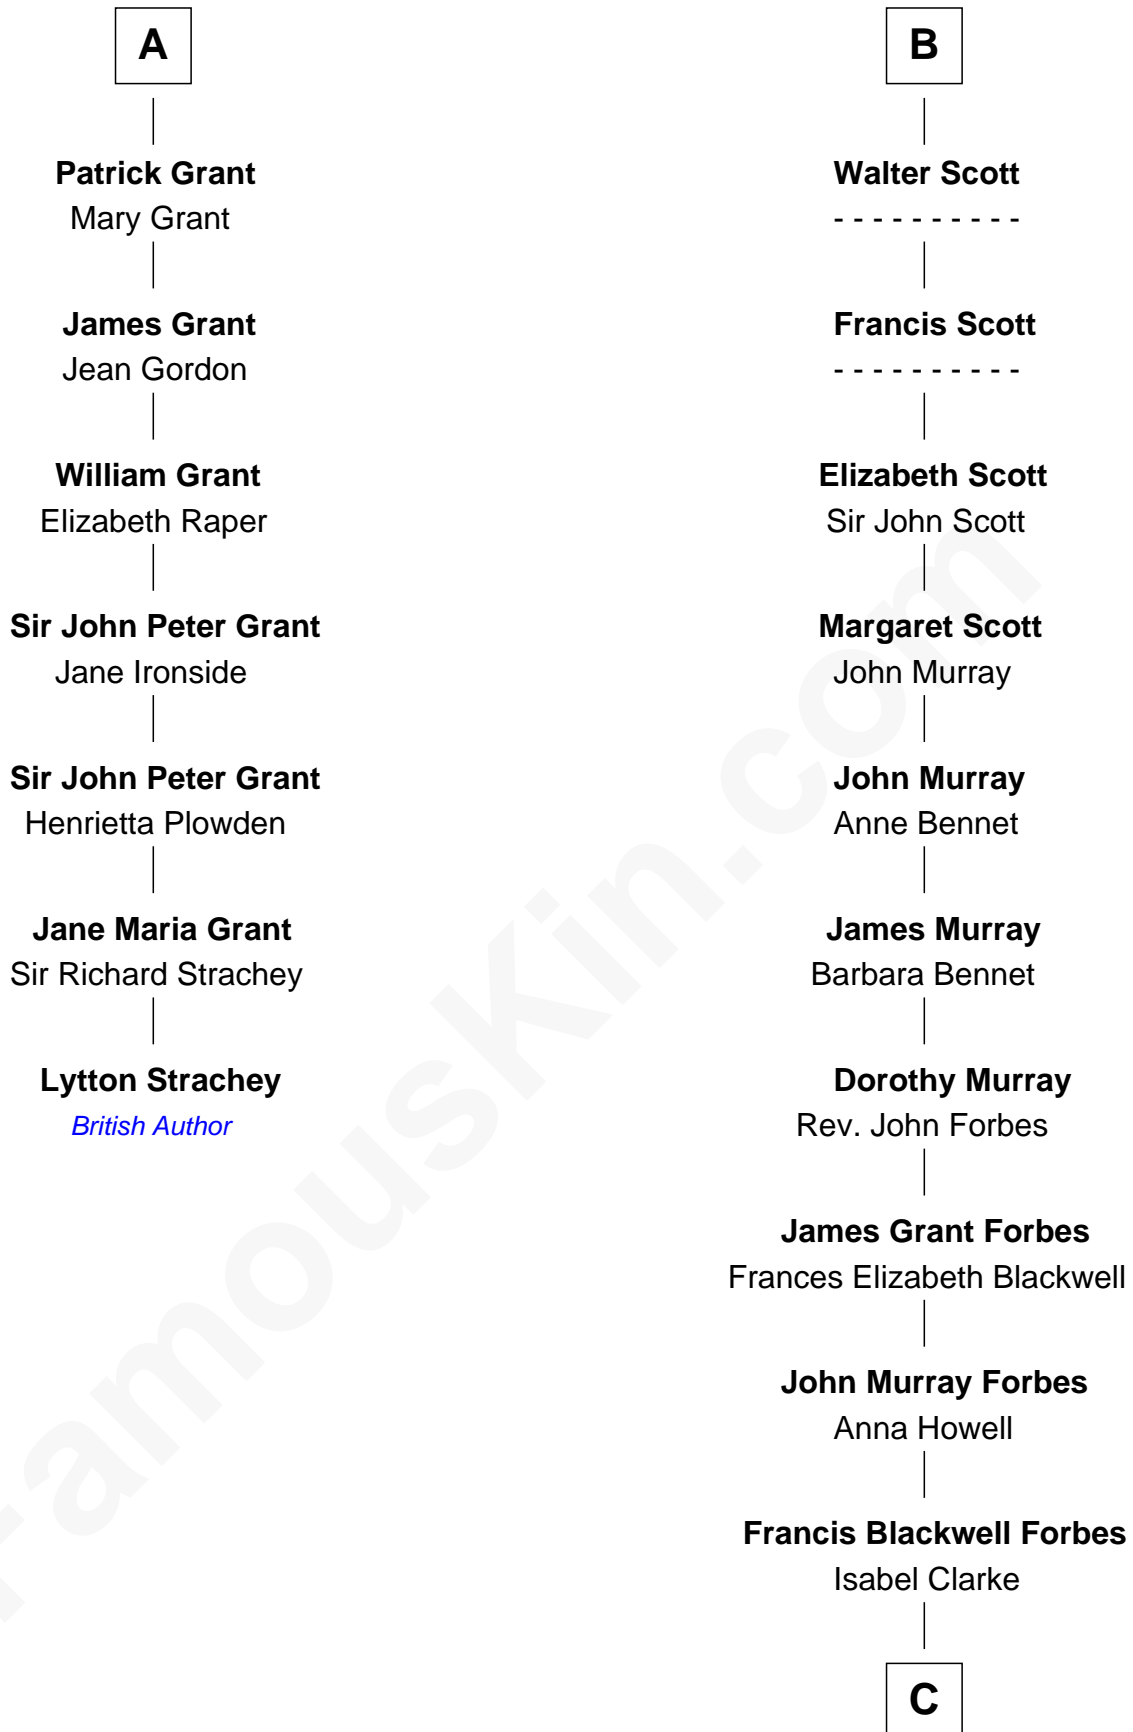 A
Patrick Grant
Mary Grant
James Grant
Jean Gordon
William Grant
Elizabeth Raper
Sir John Peter Grant
Jane Ironside
Sir John Peter Grant
Henrietta Plowden
Jane Maria Grant
Sir Richard Strachey
Lytton Strachey
British Author
B
Walter Scott
- - - - - - - - - -
Francis Scott
- - - - - - - - - -
Elizabeth Scott
Sir John Scott
Margaret Scott
John Murray
John Murray
Anne Bennet
James Murray
Barbara Bennet
Dorothy Murray
Rev. John Forbes
James Grant Forbes
Frances Elizabeth Blackwell
John Murray Forbes
Anna Howell
Francis Blackwell Forbes
Isabel Clarke
C
FamousKin.com